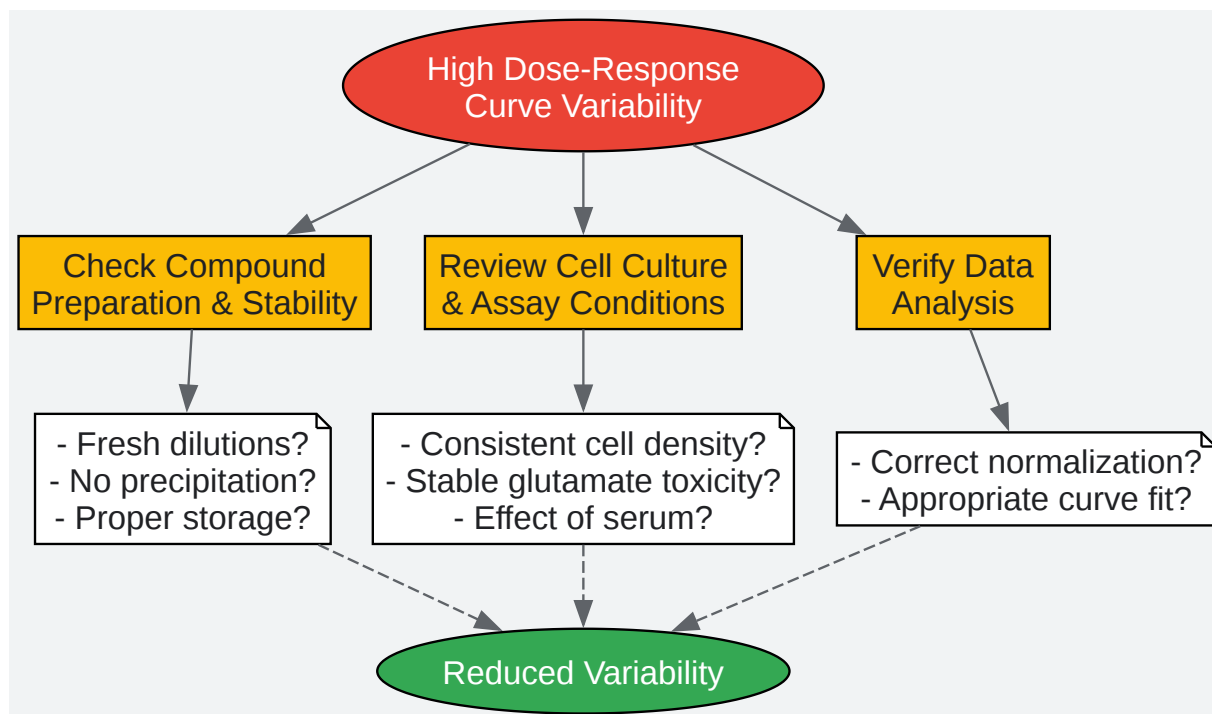 High Dose-Response
Curve Variability
Check Compound
Preparation & Stability
Review Cell Culture
& Assay Conditions
Verify Data
Analysis
- Fresh dilutions?
- No precipitation?
- Proper storage?
- Consistent cell density?
- Stable glutamate toxicity?
- Effect of serum?
- Correct normalization?
- Appropriate curve fit?
Reduced Variability